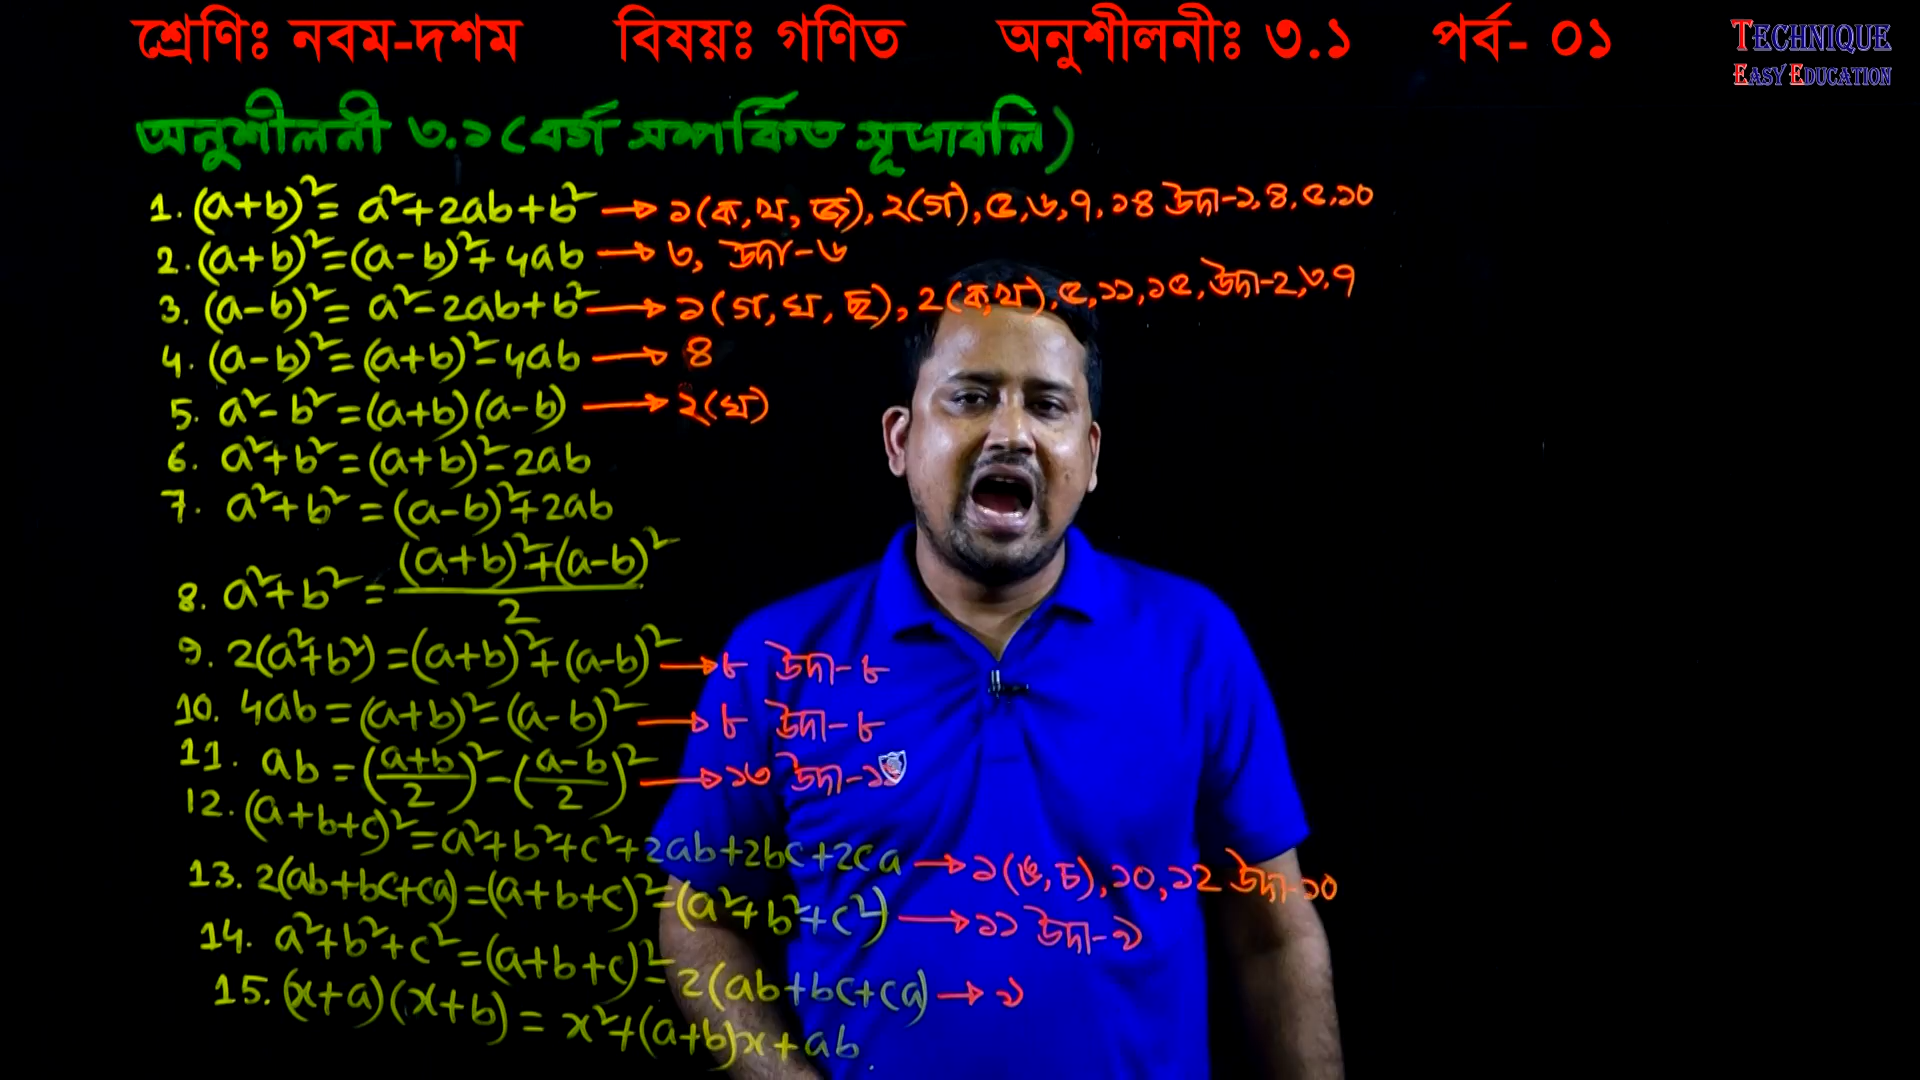 শ্রেণিঃ নবম-দশম বিষয়ঃ গণিত অনুশীলনীঃ ৩.১ পর্ব- ০১
TECHNIQUE
EASY EDUCATION
অনুশীলনী ৩.১ (বর্গ সম্পর্কিত সূত্রাবলি)
1. (a+b)²= a²+2ab+b² → ১(ক,খ,জ), ২(গ), ৫,৬,৭,১৪ উদা-১,৪,৫,১০
2. (a+b)²=(a-b)²+4ab → ৩, উদা-৬
3. (a-b)²= a²-2ab+b² → ১(গ,ঘ,ছ), 2(ক,খ), ৫,১১,১৫, উদা-2,৩,৭
4. (a-b)²=(a+b)²-4ab → ৪
5. a²-b²=(a+b)(a-b) → ২(ঘ)
6. a²+b²=(a+b)²-2ab
7. a²+b²=(a-b)²+2ab
8. a²+b²= ((a+b)²+(a-b)²)/2
9. 2(a²+b²)=(a+b)²+(a-b)² → ৮ উদা-৮
10. 4ab=(a+b)²-(a-b)² → ৮ উদা-৮
11. ab=((a+b)/2)²-((a-b)/2)² → ১৩ উদা-১১
12. (a+b+c)²=a²+b²+c²+2ab+2bc+2ca → ১(ঙ,চ),১০,১2 উদা-১০
13. 2(ab+bc+ca)=(a+b+c)²-(a²+b²+c²) → ১১ উদা-৯
14. a²+b²+c²=(a+b+c)²-2(ab+bc+ca) → ৯
15. (x+a)(x+b)= x²+(a+b)x+ab.